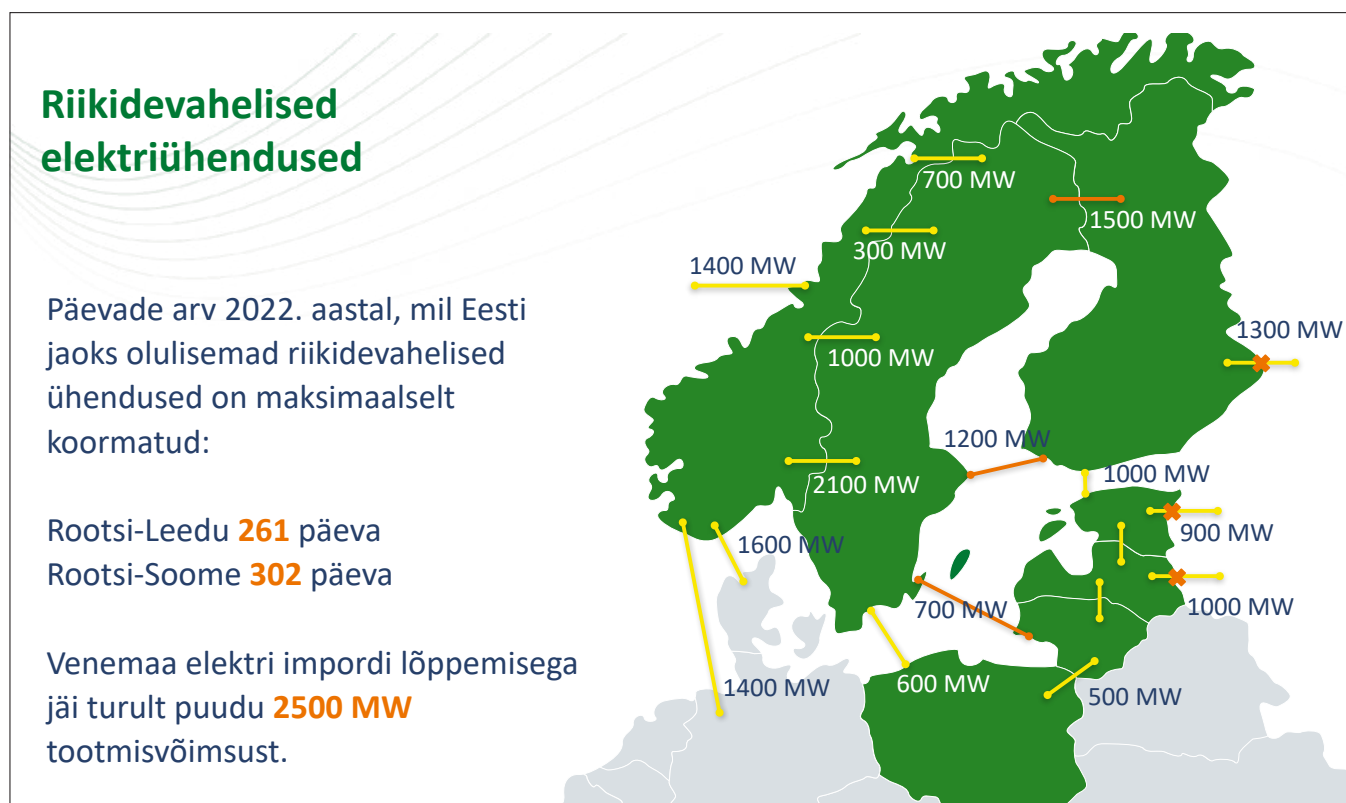 Riikidevahelised
elektriühendused
Päevade arv 2022. aastal, mil Eesti
jaoks olulisemad riikidevahelised
ühendused on maksimaalselt
koormatud:
Rootsi-Leedu 261 päeva
Rootsi-Soome 302 päeva
Venemaa elektri impordi lõppemisega
jäi turult puudu 2500 MW
tootmisvõimsust.
700 MW
1500 MW
300 MW
1400 MW
1300 MW
1000 MW
1200 MW
1000 MW
2100 MW
900 MW
1600 MW
700 MW
1000 MW
600 MW
1400 MW
500 MW